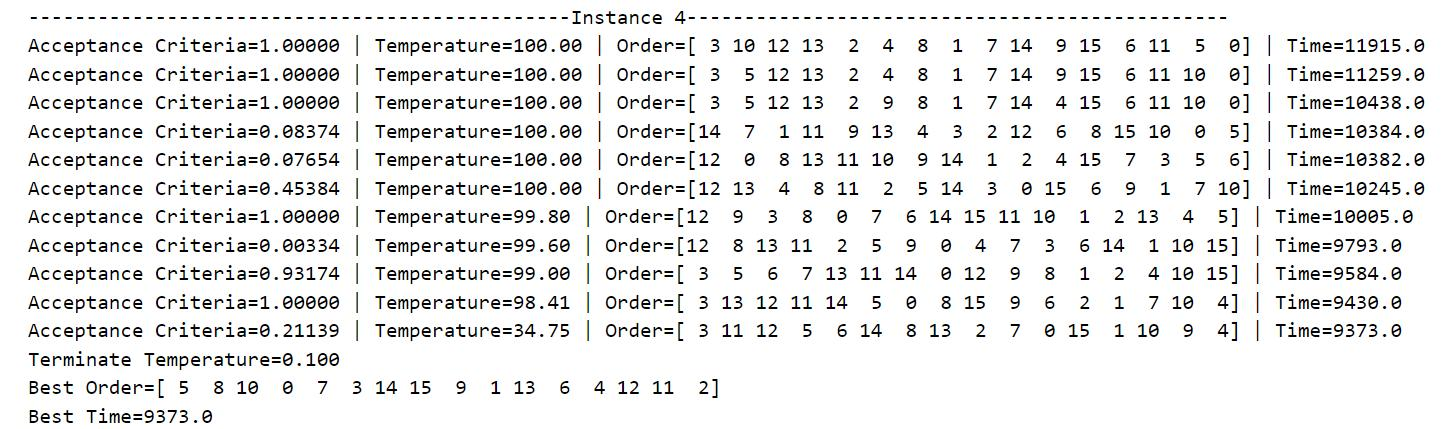 -----------------------------------------------Instance 4-----------------------------------------------
Acceptance Criteria=1.00000 | Temperature=100.00 | Order=[ 3 10 12 13  2  4  8  1  7 14  9 15  6 11  5  0] | Time=11915.0
Acceptance Criteria=1.00000 | Temperature=100.00 | Order=[ 3  5 12 13  2  4  8  1  7 14  9 15  6 11 10  0] | Time=11259.0
Acceptance Criteria=1.00000 | Temperature=100.00 | Order=[ 3  5 12 13  2  9  8  1  7 14  4 15  6 11 10  0] | Time=10438.0
Acceptance Criteria=0.08374 | Temperature=100.00 | Order=[14  7  1 11  9 13  4  3  2 12  6  8 15 10  0  5] | Time=10384.0
Acceptance Criteria=0.07654 | Temperature=100.00 | Order=[12  0  8 13 11 10  9 14  1  2  4 15  7  3  5  6] | Time=10382.0
Acceptance Criteria=0.45384 | Temperature=100.00 | Order=[12 13  4  8 11  2  5 14  3  0 15  6  9  1  7 10] | Time=10245.0
Acceptance Criteria=1.00000 | Temperature=99.80 | Order=[12  9  3  8  0  7  6 14 15 11 10  1  2 13  4  5] | Time=10005.0
Acceptance Criteria=0.00334 | Temperature=99.60 | Order=[12  8 13 11  2  5  9  0  4  7  3  6 14  1 10 15] | Time=9793.0
Acceptance Criteria=0.93174 | Temperature=99.00 | Order=[ 3  5  6  7 13 11 14  0 12  9  8  1  2  4 10 15] | Time=9584.0
Acceptance Criteria=1.00000 | Temperature=98.41 | Order=[ 3 13 12 11 14  5  0  8 15  9  6  2  1  7 10  4] | Time=9430.0
Acceptance Criteria=0.21139 | Temperature=34.75 | Order=[ 3 11 12  5  6 14  8 13  2  7  0 15  1 10  9  4] | Time=9373.0
Terminate Temperature=0.100
Best Order=[ 5  8 10  0  7  3 14 15  9  1 13  6  4 12 11  2]
Best Time=9373.0